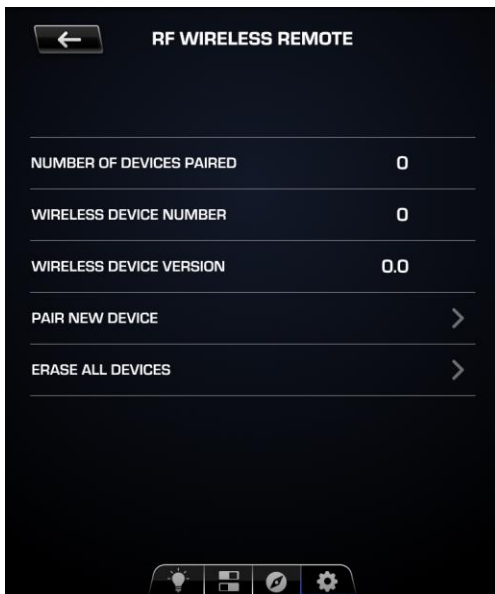 RF WIRELESS REMOTE
NUMBER OF DEVICES PAIRED 0
WIRELESS DEVICE NUMBER 0
WIRELESS DEVICE VERSION 0.0
PAIR NEW DEVICE
ERASE ALL DEVICES